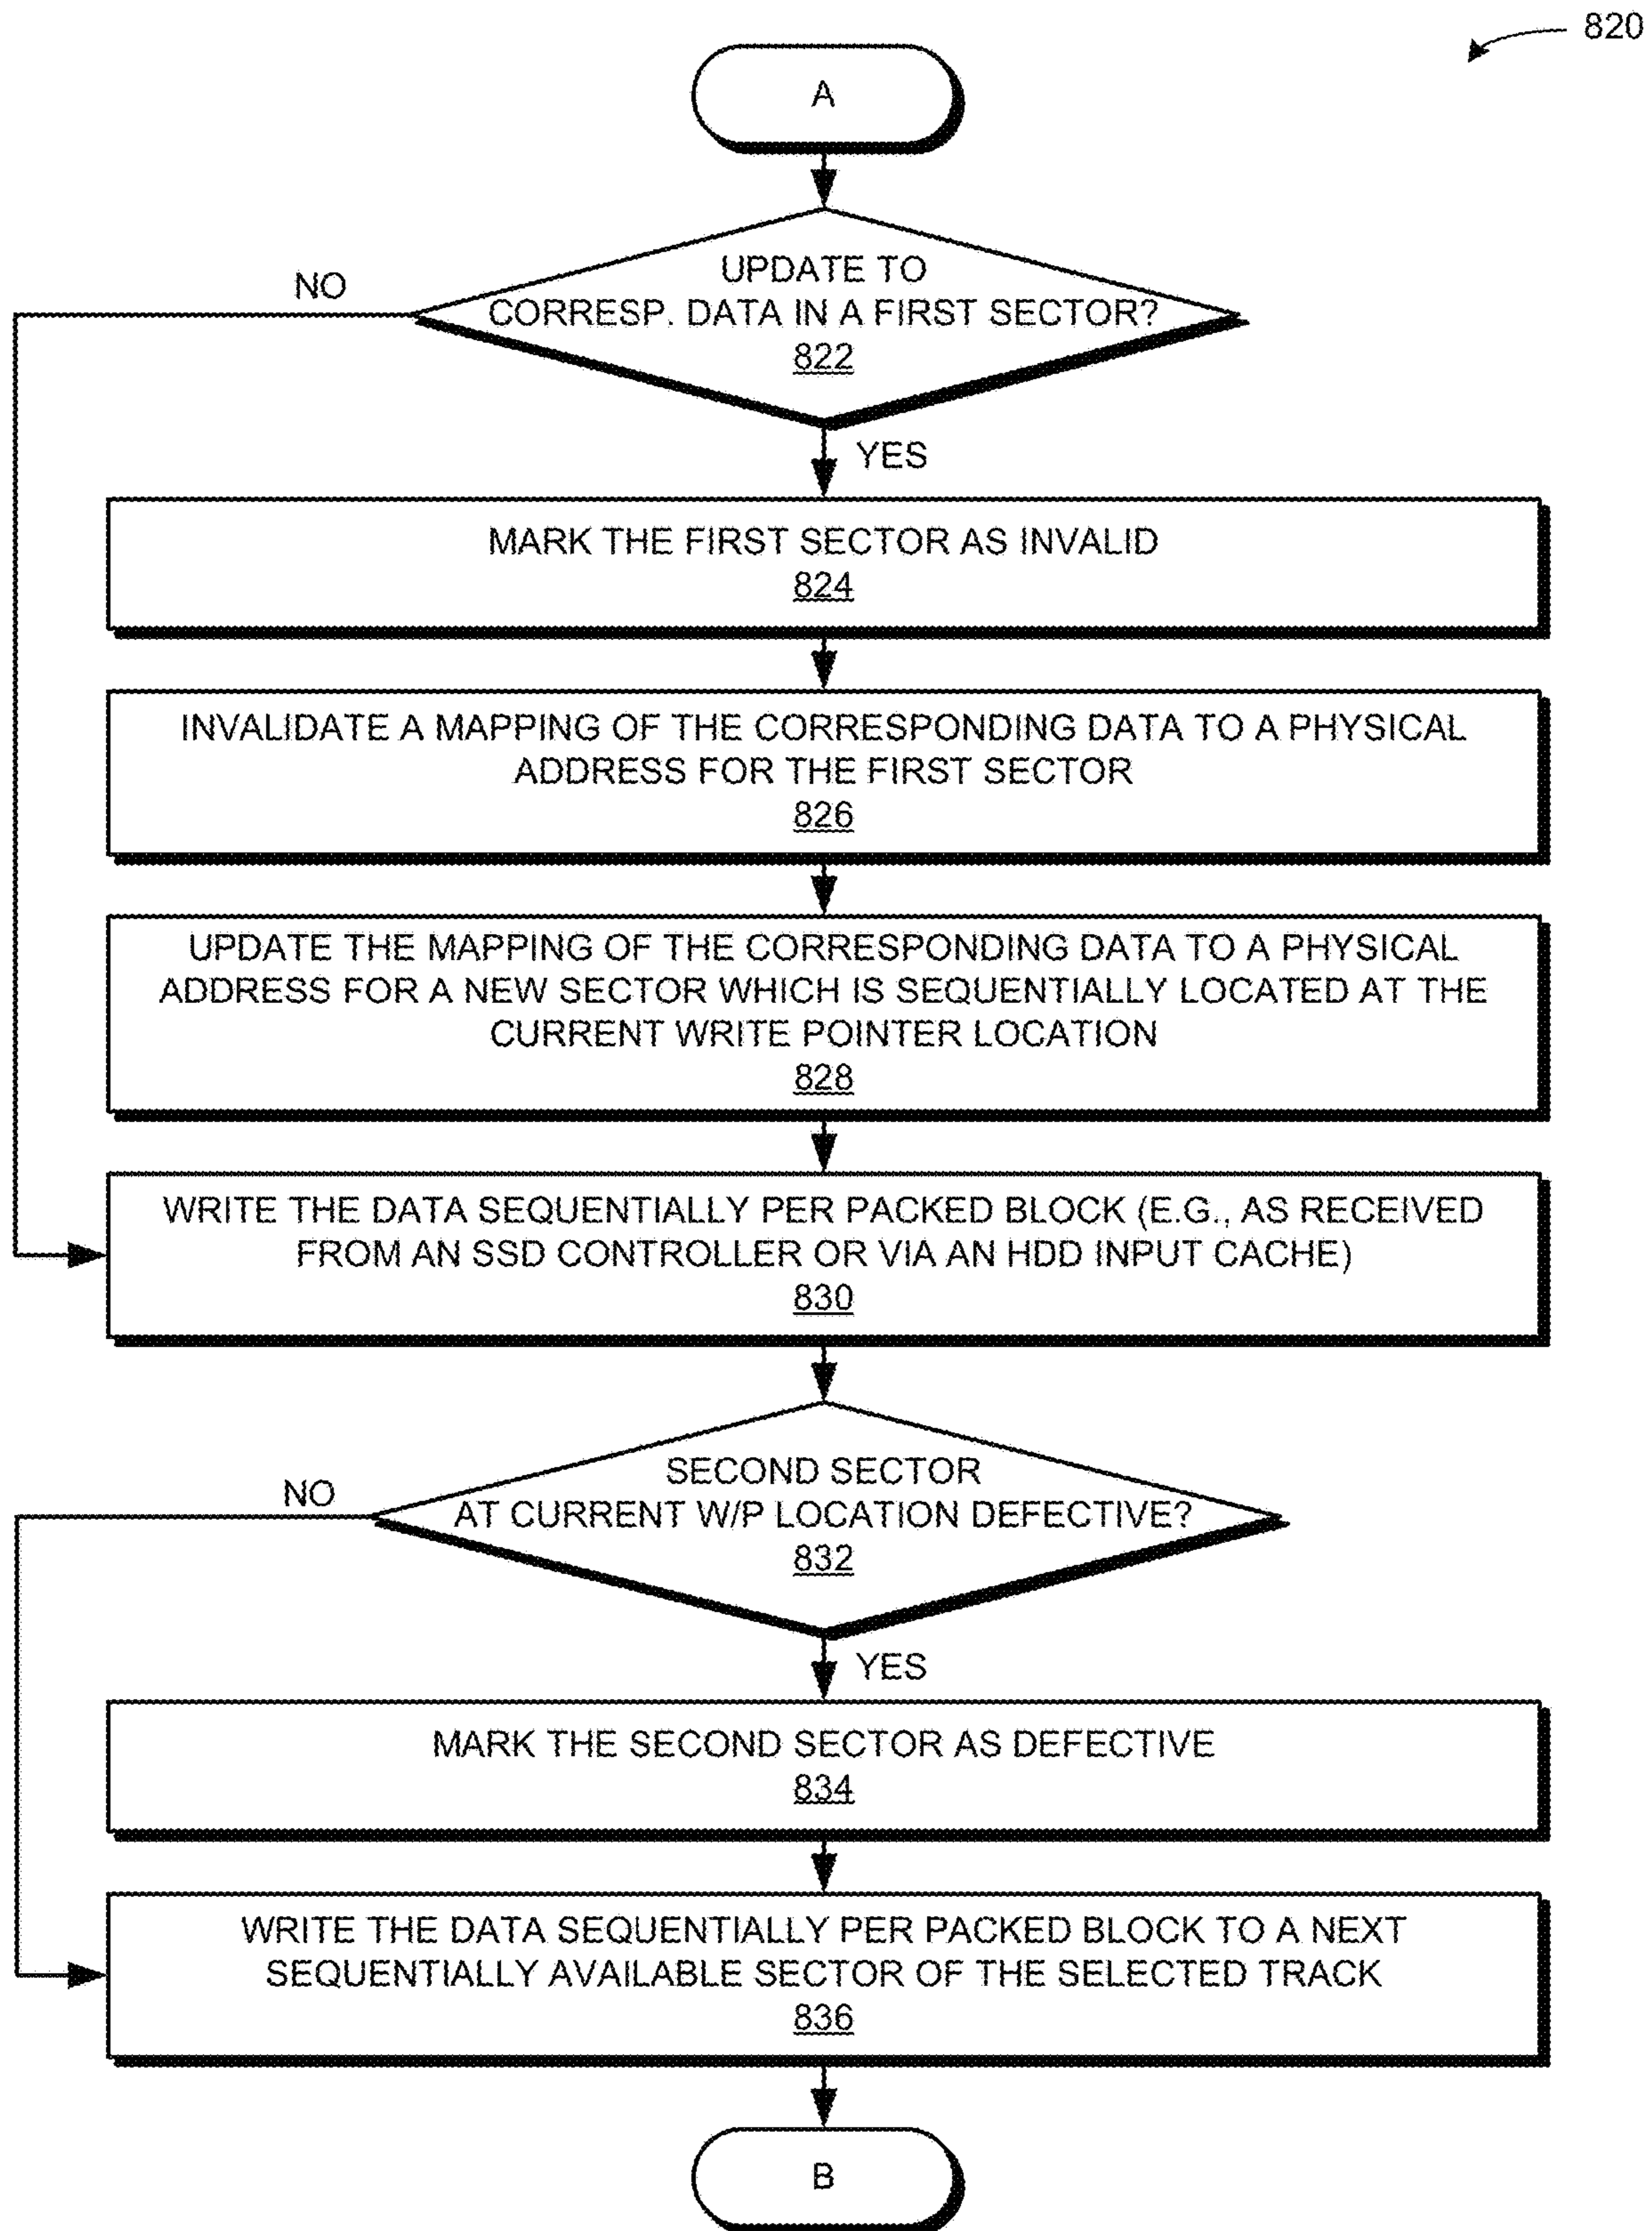 820
A
UPDATE TO
NO
CORRESP. DATA IN A FIRST SECTOR?
822
YES
MARK THE FIRST SECTOR AS INVALID
824
INVALIDATE A MAPPING OF THE CORRESPONDING DATA TO A PHYSICAL
ADDRESS FOR THE FIRST SECTOR
826
UPDATE THE MAPPING OF THE CORRESPONDING DATA TO A PHYSICAL
ADDRESS FOR A NEW SECTOR WHICH IS SEQUENTIALLY LOCATED AT THE
CURRENT WRITE POINTER LOCATION
828
WRITE THE DATA SEQUENTIALLY PER PACKED BLOCK (E.G., AS RECEIVED
FROM AN SSD CONTROLLER OR VIA AN HDD INPUT CACHE)
830
SECOND SECTOR
NO
AT CURRENT W/P LOCATION DEFECTIVE?
832
YES
MARK THE SECOND SECTOR AS DEFECTIVE
834
WRITE THE DATA SEQUENTIALLY PER PACKED BLOCK TO A NEXT
SEQUENTIALLY AVAILABLE SECTOR OF THE SELECTED TRACK
836
B